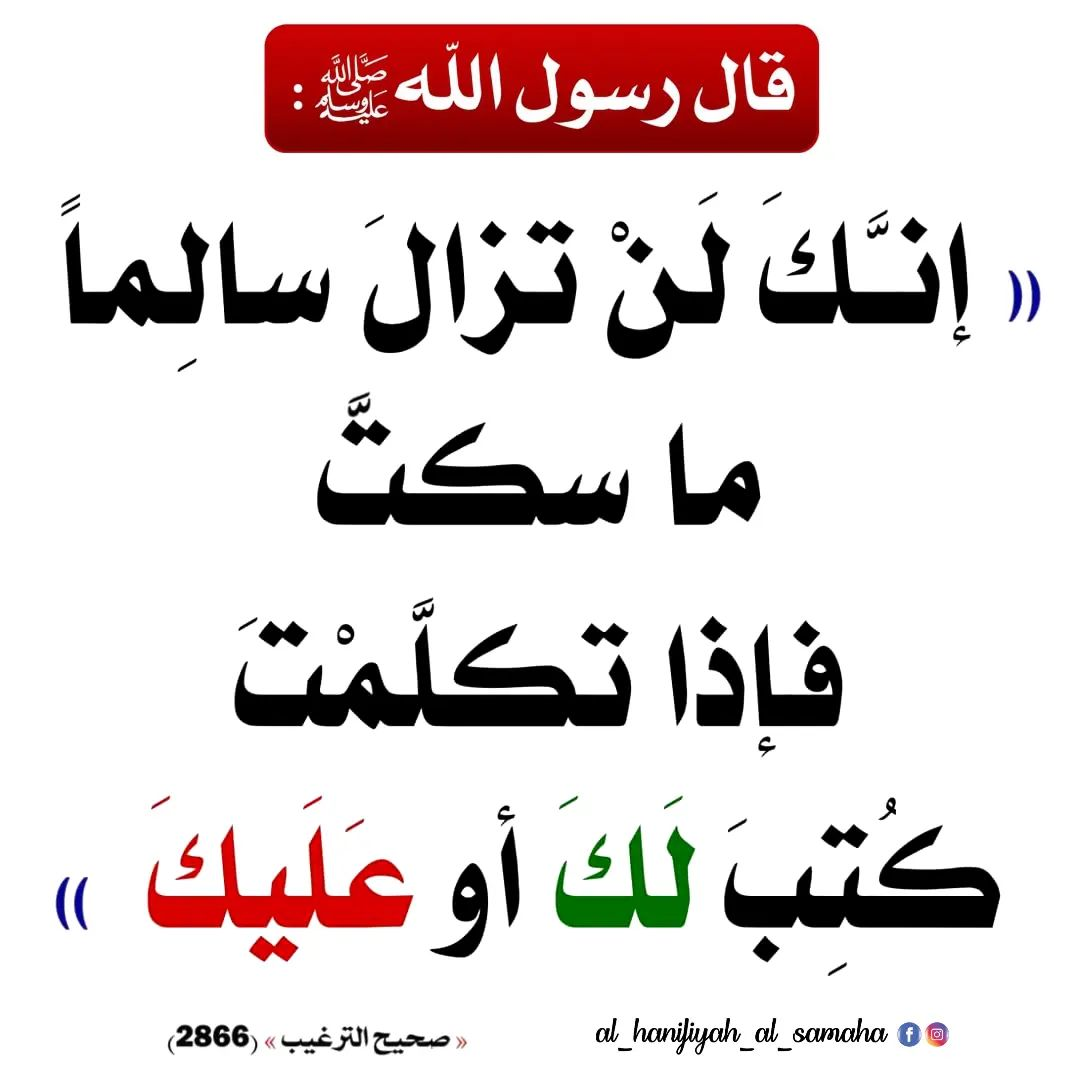 قال رسول الله ﷺ :
(( إنَّكَ لَنْ تزالَ سالِماً
ما سكتَّ
فإذا تكلَّمْتَ
كُتِبَ لَكَ أو عَلَيكَ ))
« صحيح الترغيب » (2866)
al_hanifiyah_al_samaha